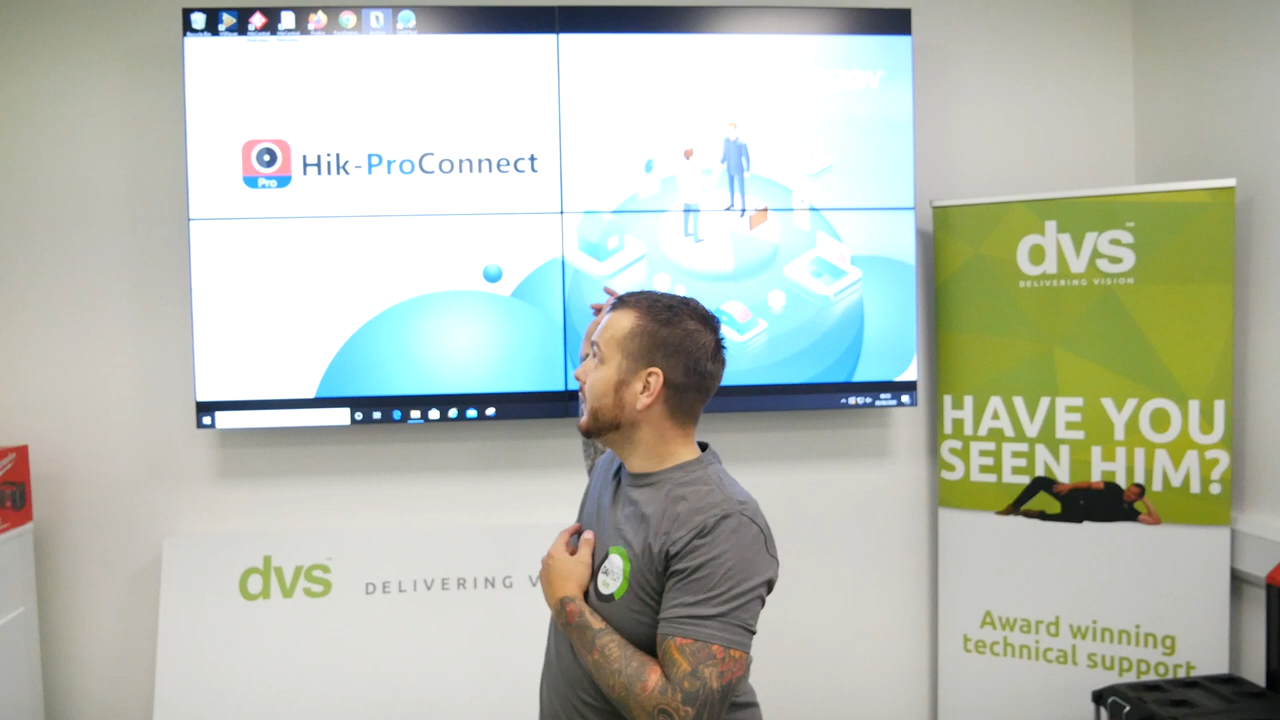 Hik-ProConnect
Pro
dvs
DELIVERING VISION
HAVE YOU
SEEN HIM?
Award winning
technical support
dvs
DELIVERING V